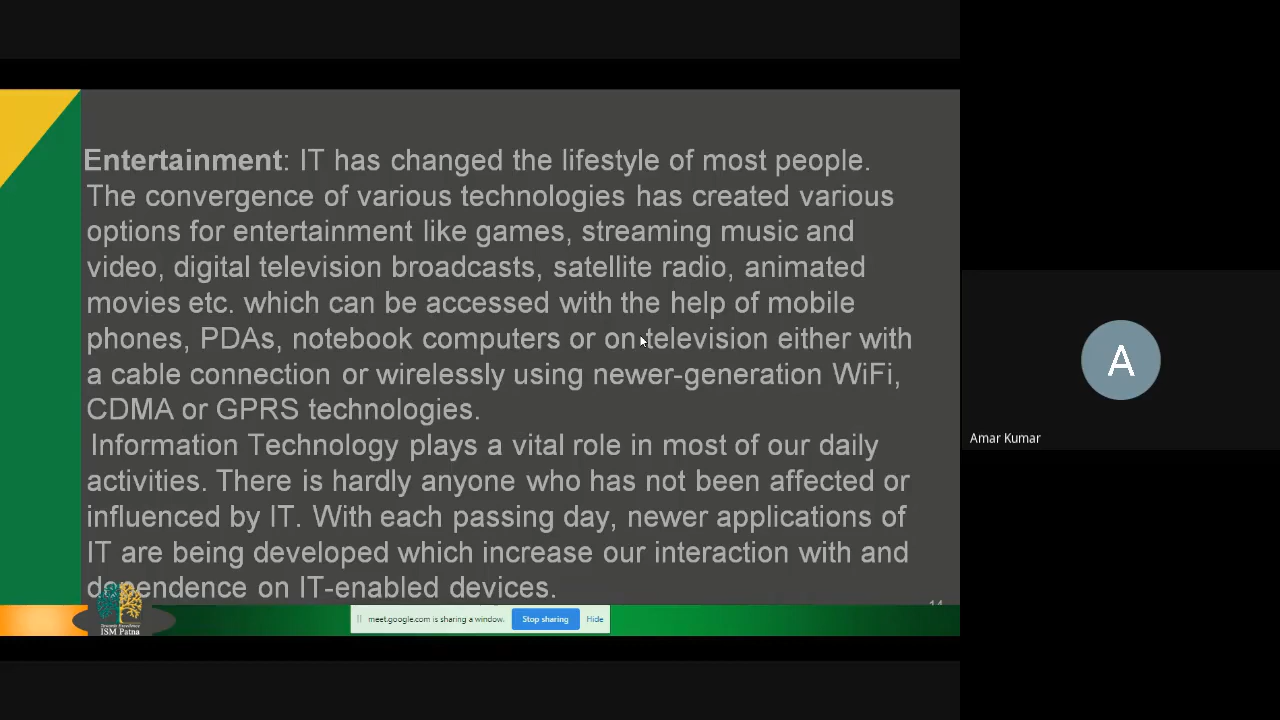 Entertainment: IT has changed the lifestyle of most people.
The convergence of various technologies has created various
options for entertainment like games, streaming music and
video, digital television broadcasts, satellite radio, animated
movies etc. which can be accessed with the help of mobile
phones, PDAs, notebook computers or on television either with
a cable connection or wirelessly using newer-generation WiFi,
CDMA or GPRS technologies.
Information Technology plays a vital role in most of our daily
activities. There is hardly anyone who has not been affected or
influenced by IT. With each passing day, newer applications of
IT are being developed which increase our interaction with and
dependence on IT-enabled devices.
14
Towards Excellence
ISM Patna
meet.google.com is sharing a window.
Stop sharing
Hide
A
Amar Kumar